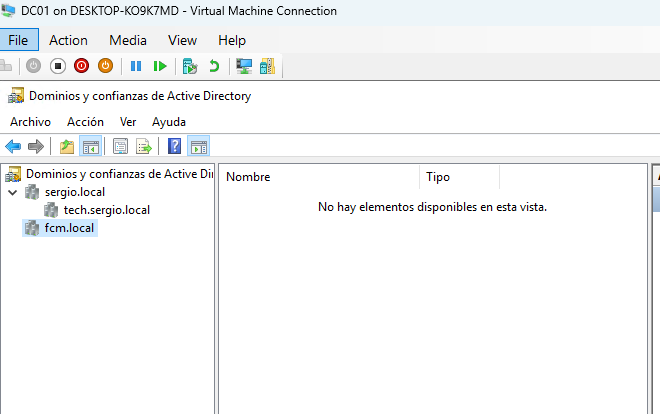 DC01 on DESKTOP-KO9K7MD - Virtual Machine Connection
File Action Media View Help
Dominios y confianzas de Active Directory
Archivo Acción Ver Ayuda
Dominios y confianzas de Active Dir
sergio.local
tech.sergio.local
fcm.local
Nombre Tipo
No hay elementos disponibles en esta vista.